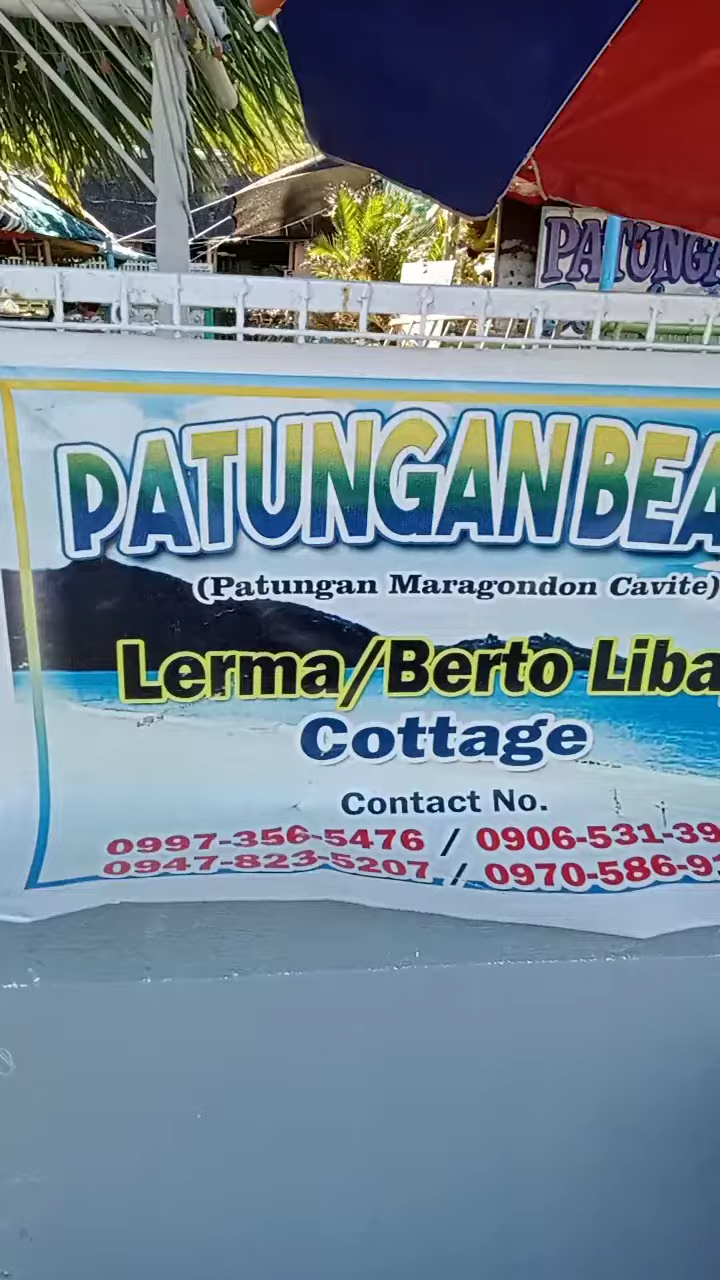 PATUNGA
PATUNGAN BEA
(Patungan Maragondon Cavite)
Lerma/Berto Liba
Cottage
Contact No.
0997-356-5476 / 0906-531-39
0947-823-5207 / 0970-586-9